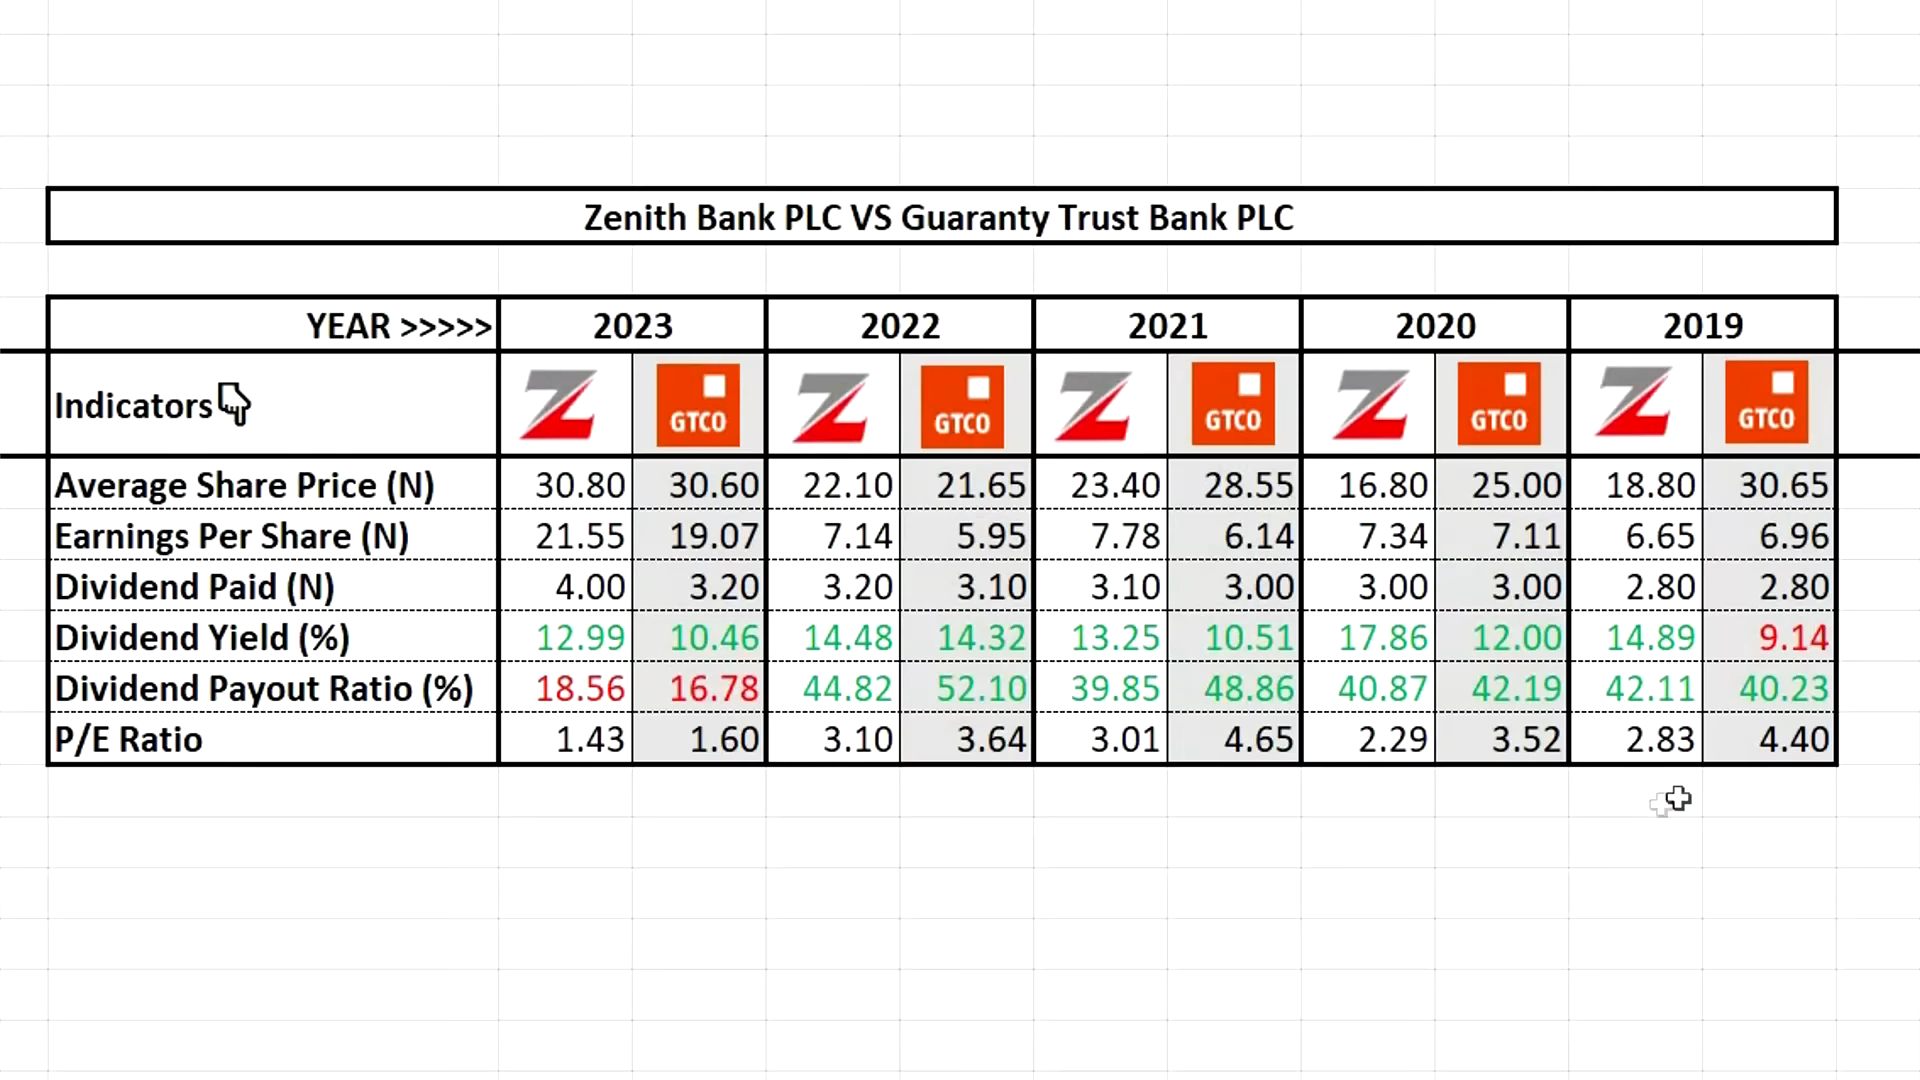 Zenith Bank PLC VS Guaranty Trust Bank PLC
YEAR >>>>> 2023 2022 2021 2020 2019
Indicators Z GTCO Z GTCO Z GTCO Z GTCO Z GTCO
Average Share Price (N) 30.80 30.60 22.10 21.65 23.40 28.55 16.80 25.00 18.80 30.65
Earnings Per Share (N) 21.55 19.07 7.14 5.95 7.78 6.14 7.34 7.11 6.65 6.96
Dividend Paid (N) 4.00 3.20 3.20 3.10 3.10 3.00 3.00 3.00 2.80 2.80
Dividend Yield (%) 12.99 10.46 14.48 14.32 13.25 10.51 17.86 12.00 14.89 9.14
Dividend Payout Ratio (%) 18.56 16.78 44.82 52.10 39.85 48.86 40.87 42.19 42.11 40.23
P/E Ratio 1.43 1.60 3.10 3.64 3.01 4.65 2.29 3.52 2.83 4.40